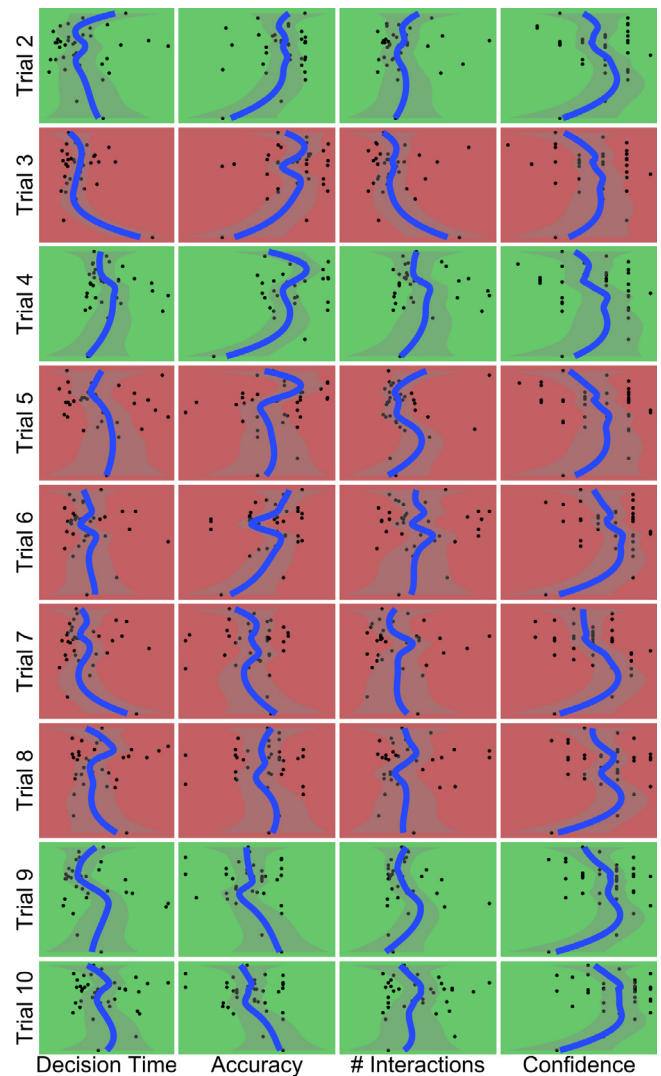 Trial 2
Trial 3
Trial 4
Trial 5
Trial 6
Trial 7
Trial 8
Trial 9
Trial 10
Decision Time Accuracy # Interactions Confidence